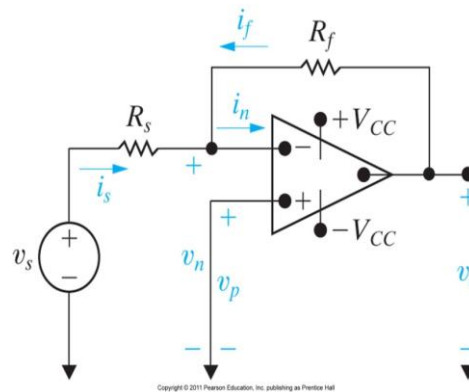 i_f
R_f
R_s
i_n
+V_CC
+
−
i_s
+
+
+
+
v_s
−
−V_CC
v_n
v_p
v
−
−
−
Copyright © 2011 Pearson Education, Inc. publishing as Prentice Hall